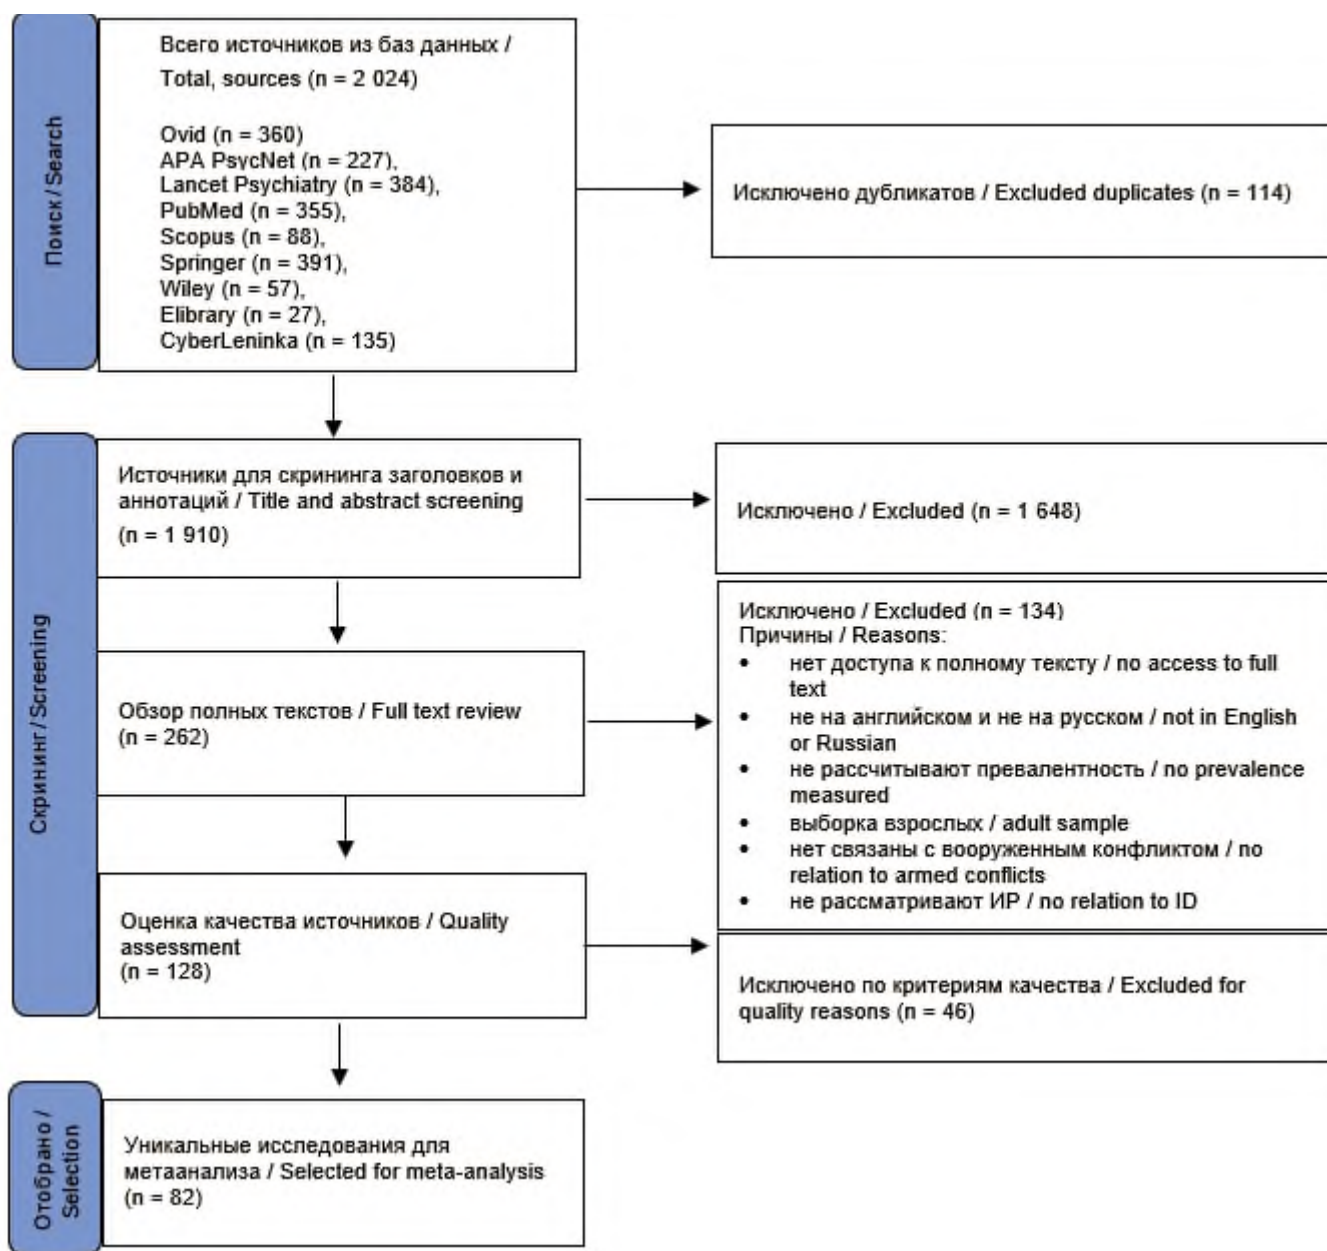 Поиск / Search
Всего источников из баз данных /
Total, sources (n = 2 024)
Ovid (n = 360)
APA PsycNet (n = 227),
Lancet Psychiatry (n = 384),
PubMed (n = 355),
Scopus (n = 88),
Springer (n = 391),
Wiley (n = 57),
Elibrary (n = 27),
CyberLeninka (n = 135)
Исключено дубликатов / Excluded duplicates (n = 114)
Скрининг / Screening
Источники для скрининга заголовков и
аннотаций / Title and abstract screening
(n = 1 910)
Исключено / Excluded (n = 1 648)
Обзор полных текстов / Full text review
(n = 262)
Исключено / Excluded (n = 134)
Причины / Reasons:
• нет доступа к полному тексту / no access to full
text
• не на английском и не на русском / not in English
or Russian
• не рассчитывают превалентность / no prevalence
measured
• выборка взрослых / adult sample
• нет связаны с вооруженным конфликтом / no
relation to armed conflicts
• не рассматривают ИР / no relation to ID
Оценка качества источников / Quality
assessment
(n = 128)
Исключено по критериям качества / Excluded for
quality reasons (n = 46)
Отобрано /
Selection
Уникальные исследования для
метаанализа / Selected for meta-analysis
(n = 82)